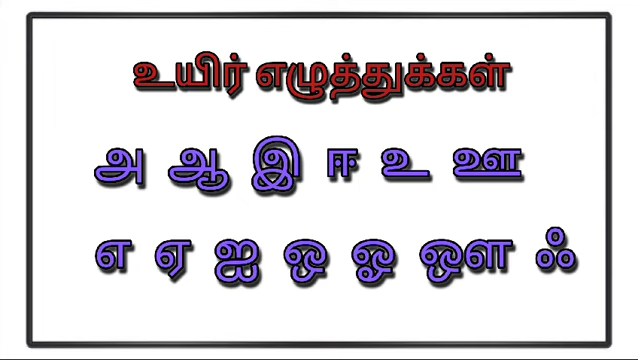 உயிர் எழுத்துக்கள்
அ ஆ இ ஈ உ ஊ
எ ஏ ஐ ஒ ஓ ஔ ஃ